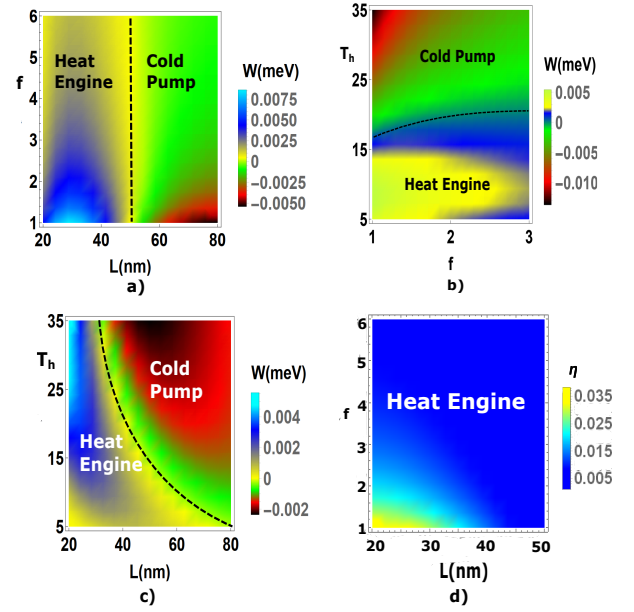 6
5
f 4
3
2
1
20 40 60 80
L(nm)
a)
Heat
Engine
Cold
Pump
W(meV)
0.0075
0.0050
0.0025
0
−0.0025
−0.0050
35
T_h
25
15
5
1 2 3
f
b)
Cold Pump
Heat Engine
W(meV)
0.005
0
−0.005
−0.010
35
T_h
25
15
5
20 40 60 80
L(nm)
c)
Cold
Pump
Heat
Engine
W(meV)
0.004
0.002
0
−0.002
6
5
4
f
3
2
1
20 30 40 50
L(nm)
d)
Heat Engine
η
0.035
0.025
0.015
0.005